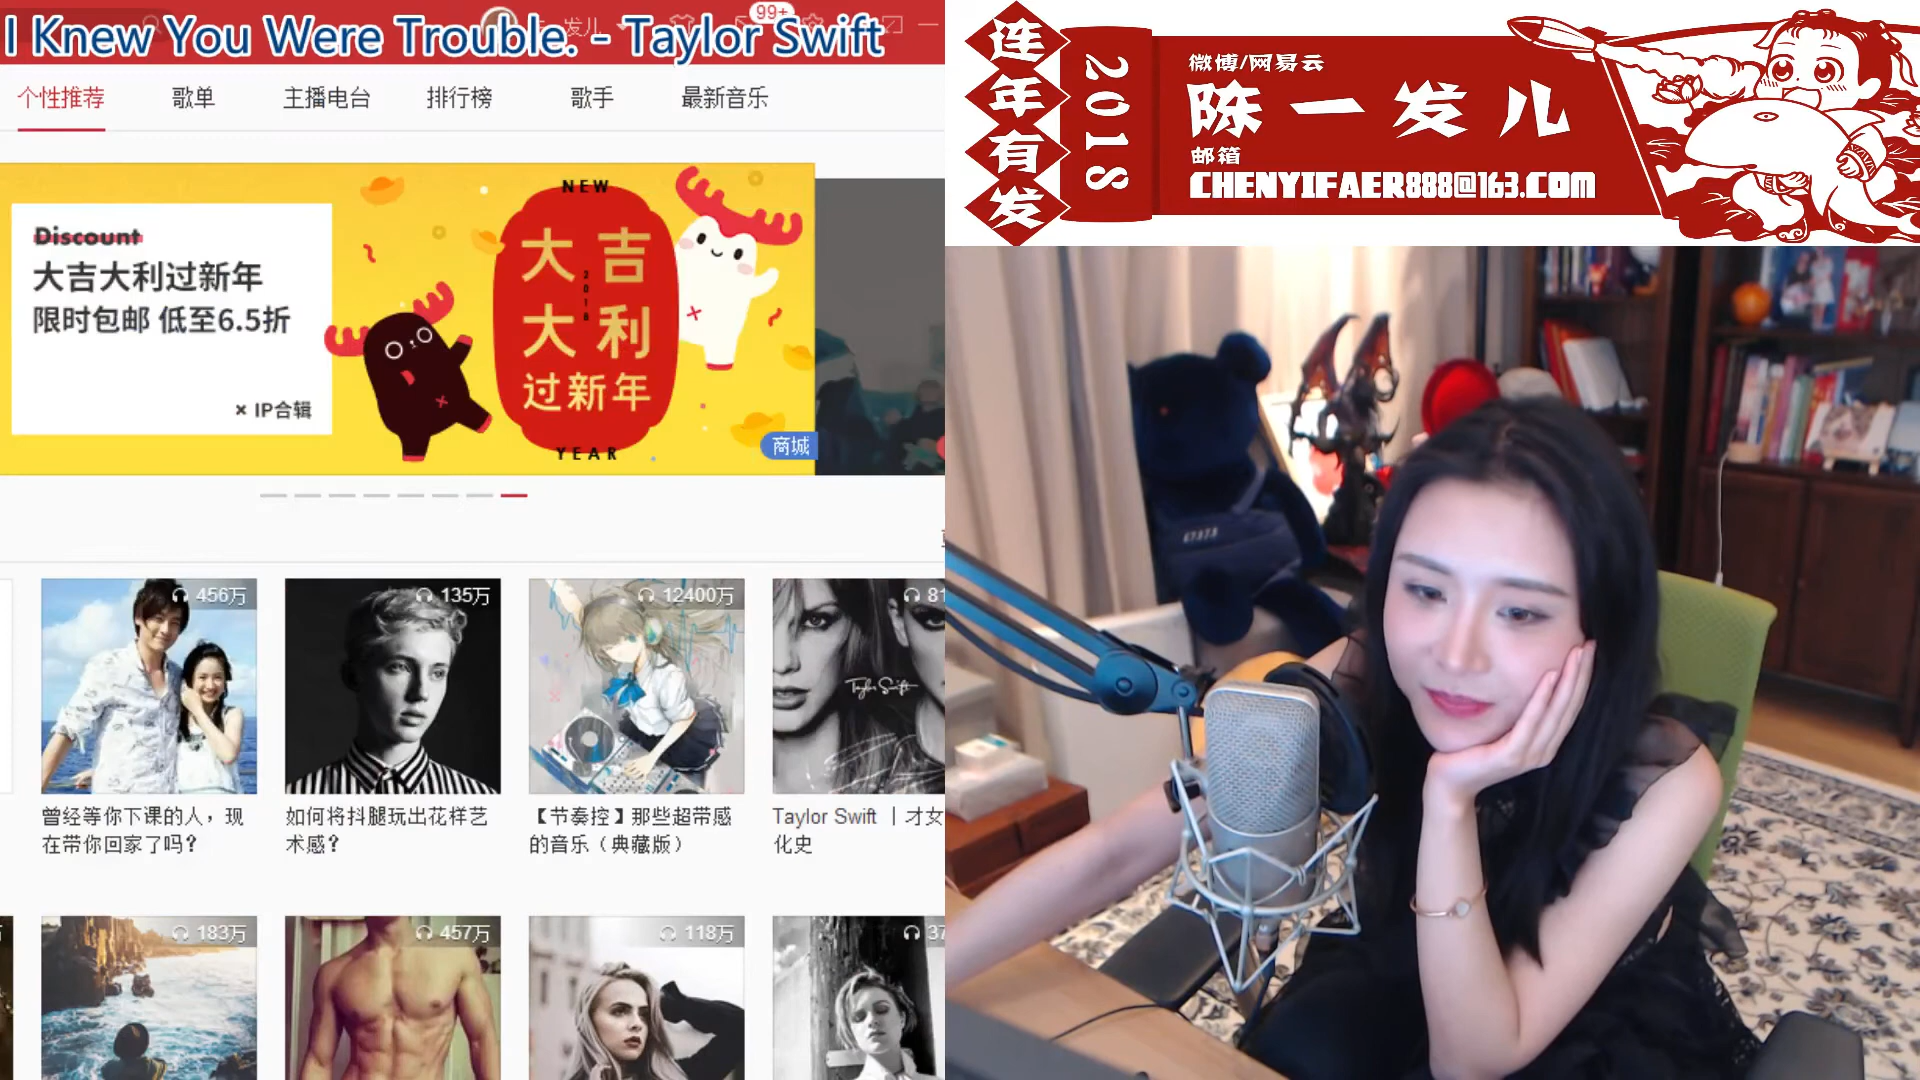 I Knew You Were Trouble. - Taylor Swift
99+
个性推荐
歌单
主播电台
排行榜
歌手
最新音乐
Discount
大吉大利过新年
限时包邮 低至6.5折
× IP合辑
NEW
大吉
2018
大利
过新年
YEAR
商城
456万
135万
12400万
81
Taylor Swift
曾经等你下课的人，现
在带你回家了吗？
如何将抖腿玩出花样艺
术感？
【节奏控】那些超带感
的音乐（典藏版）
Taylor Swift 丨才女
化史
183万
457万
118万
37
连年有发
2018
微博/网易云
陈一发儿
邮箱
CHENYIFAER888@163.COM